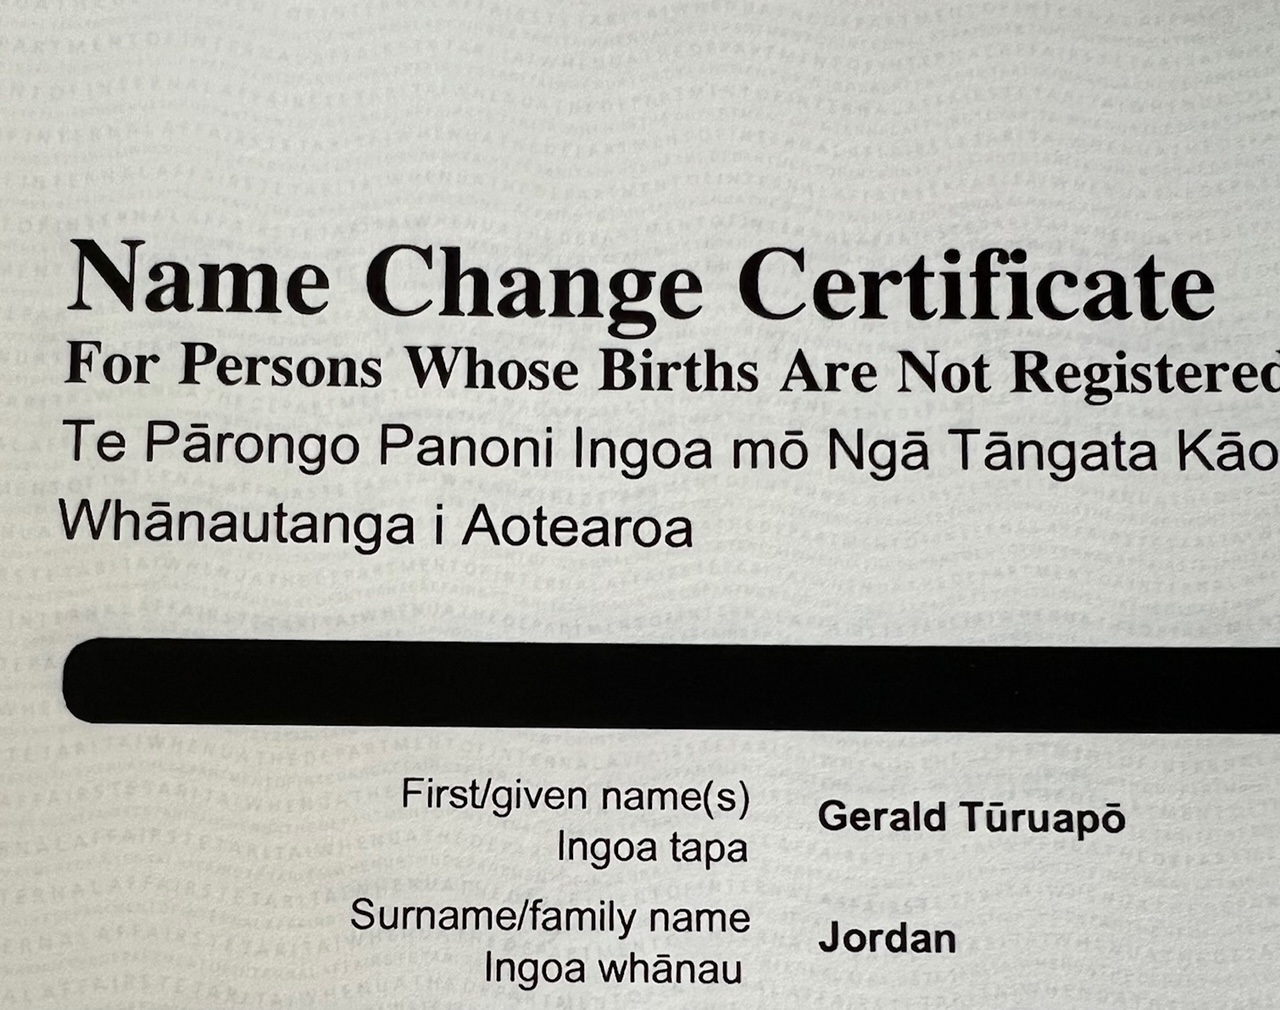 Name Change Certificate
For Persons Whose Births Are Not Registered
Te Pārongo Panoni Ingoa mō Ngā Tāngata Kāo
Whānautanga i Aotearoa
First/given name(s)
Ingoa tapa
Gerald Tūruapō
Surname/family name
Ingoa whānau
Jordan